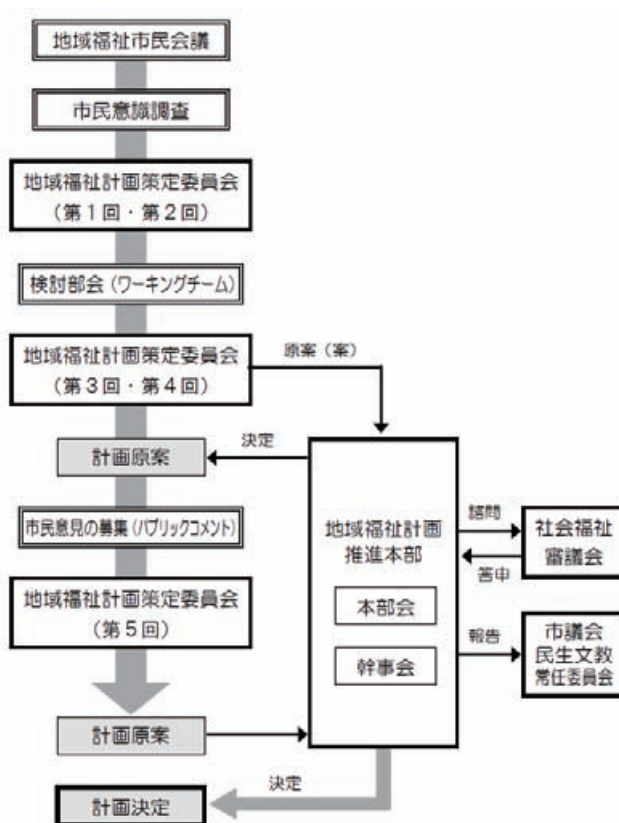 地域福祉市民会議
市民意識調査
地域福祉計画策定委員会
(第1回・第2回)
検討部会(ワーキングチーム)
地域福祉計画策定委員会
(第3回・第4回)
原案(案)
決定
計画原案
市民意見の募集(パブリックコメント)
地域福祉計画策定委員会
(第5回)
計画原案
地域福祉計画
推進本部
本部会
幹事会
諮問
答申
社会福祉
審議会
報告
市議会
民生文教
常任委員会
決定
計画決定